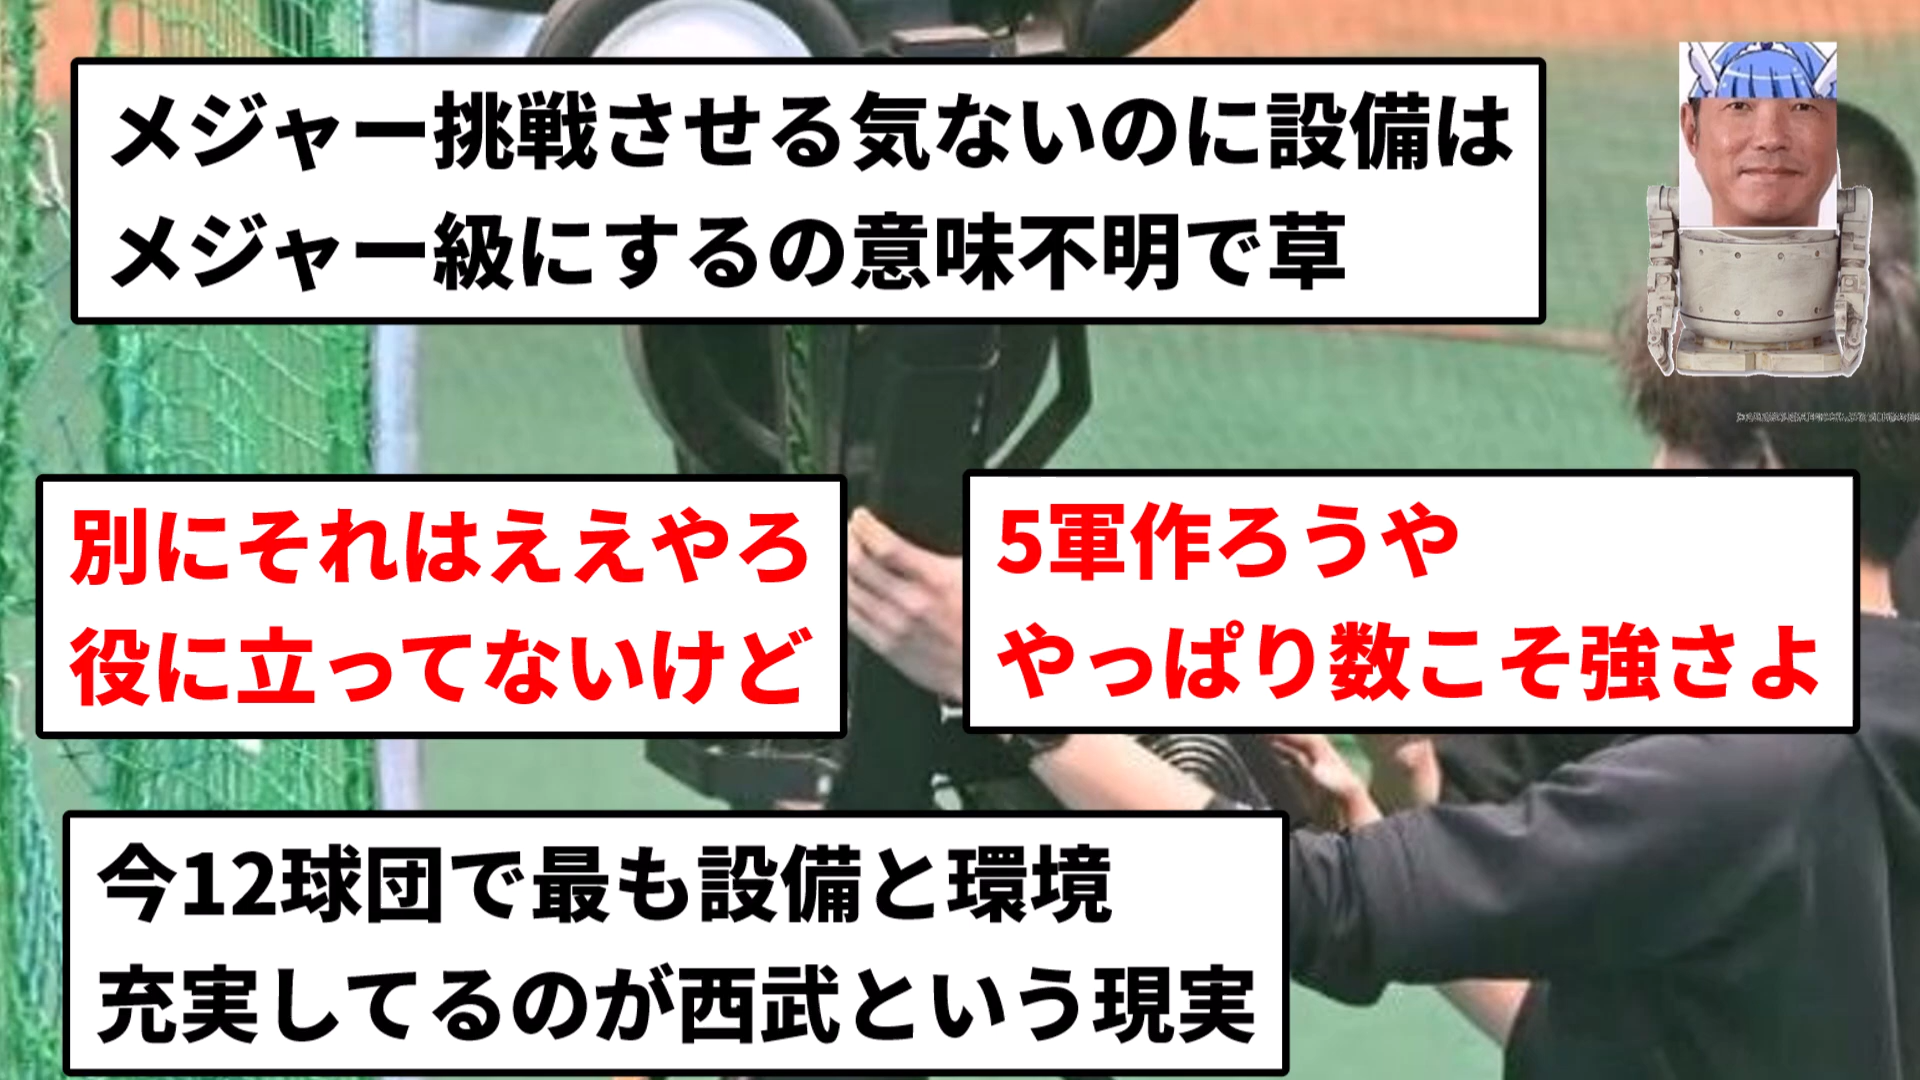 メジャー挑戦させる気ないのに設備は
メジャー級にするの意味不明で草
別にそれはええやろ
役に立ってないけど
5軍作ろうや
やっぱり数こそ強さよ
今12球団で最も設備と環境
充実してるのが西武という現実